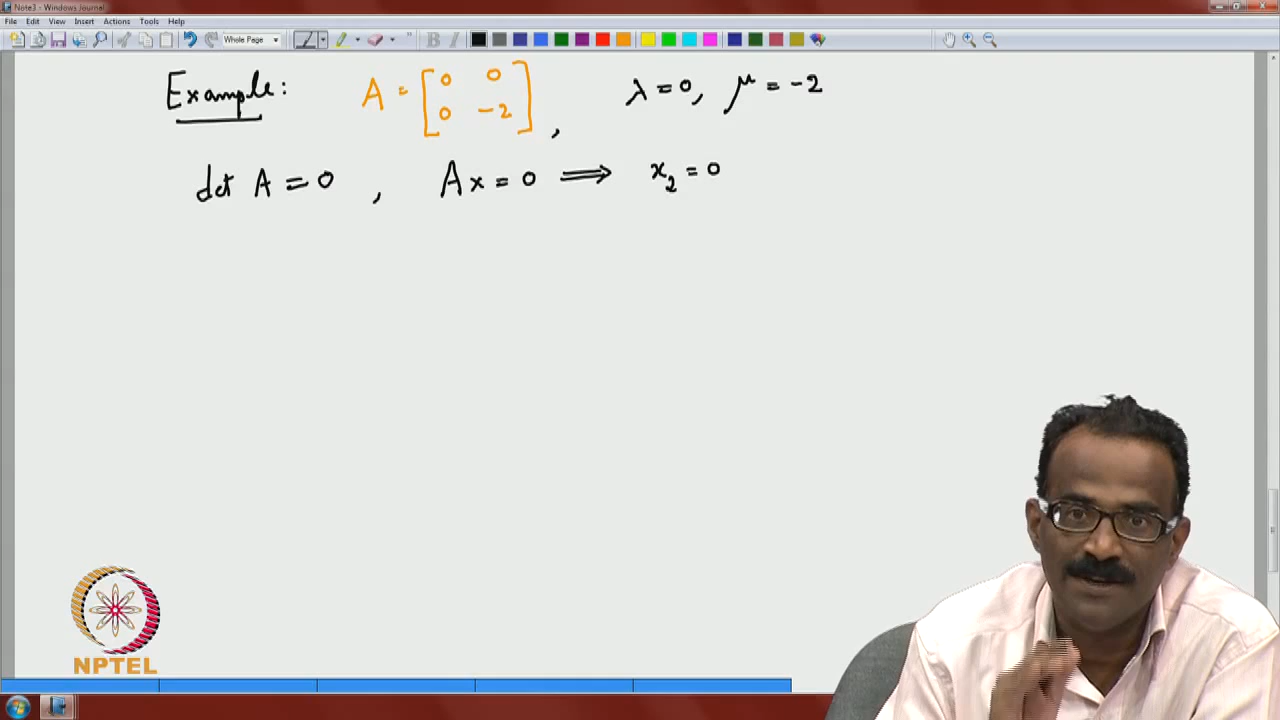 Note3 - Windows Journal
File Edit View Insert Actions Tools Help
Whole Page
Example: A = [0 0
0 -2], λ = 0, μ = -2
det A = 0, Ax = 0 ⟹ x₂ = 0
NPTEL